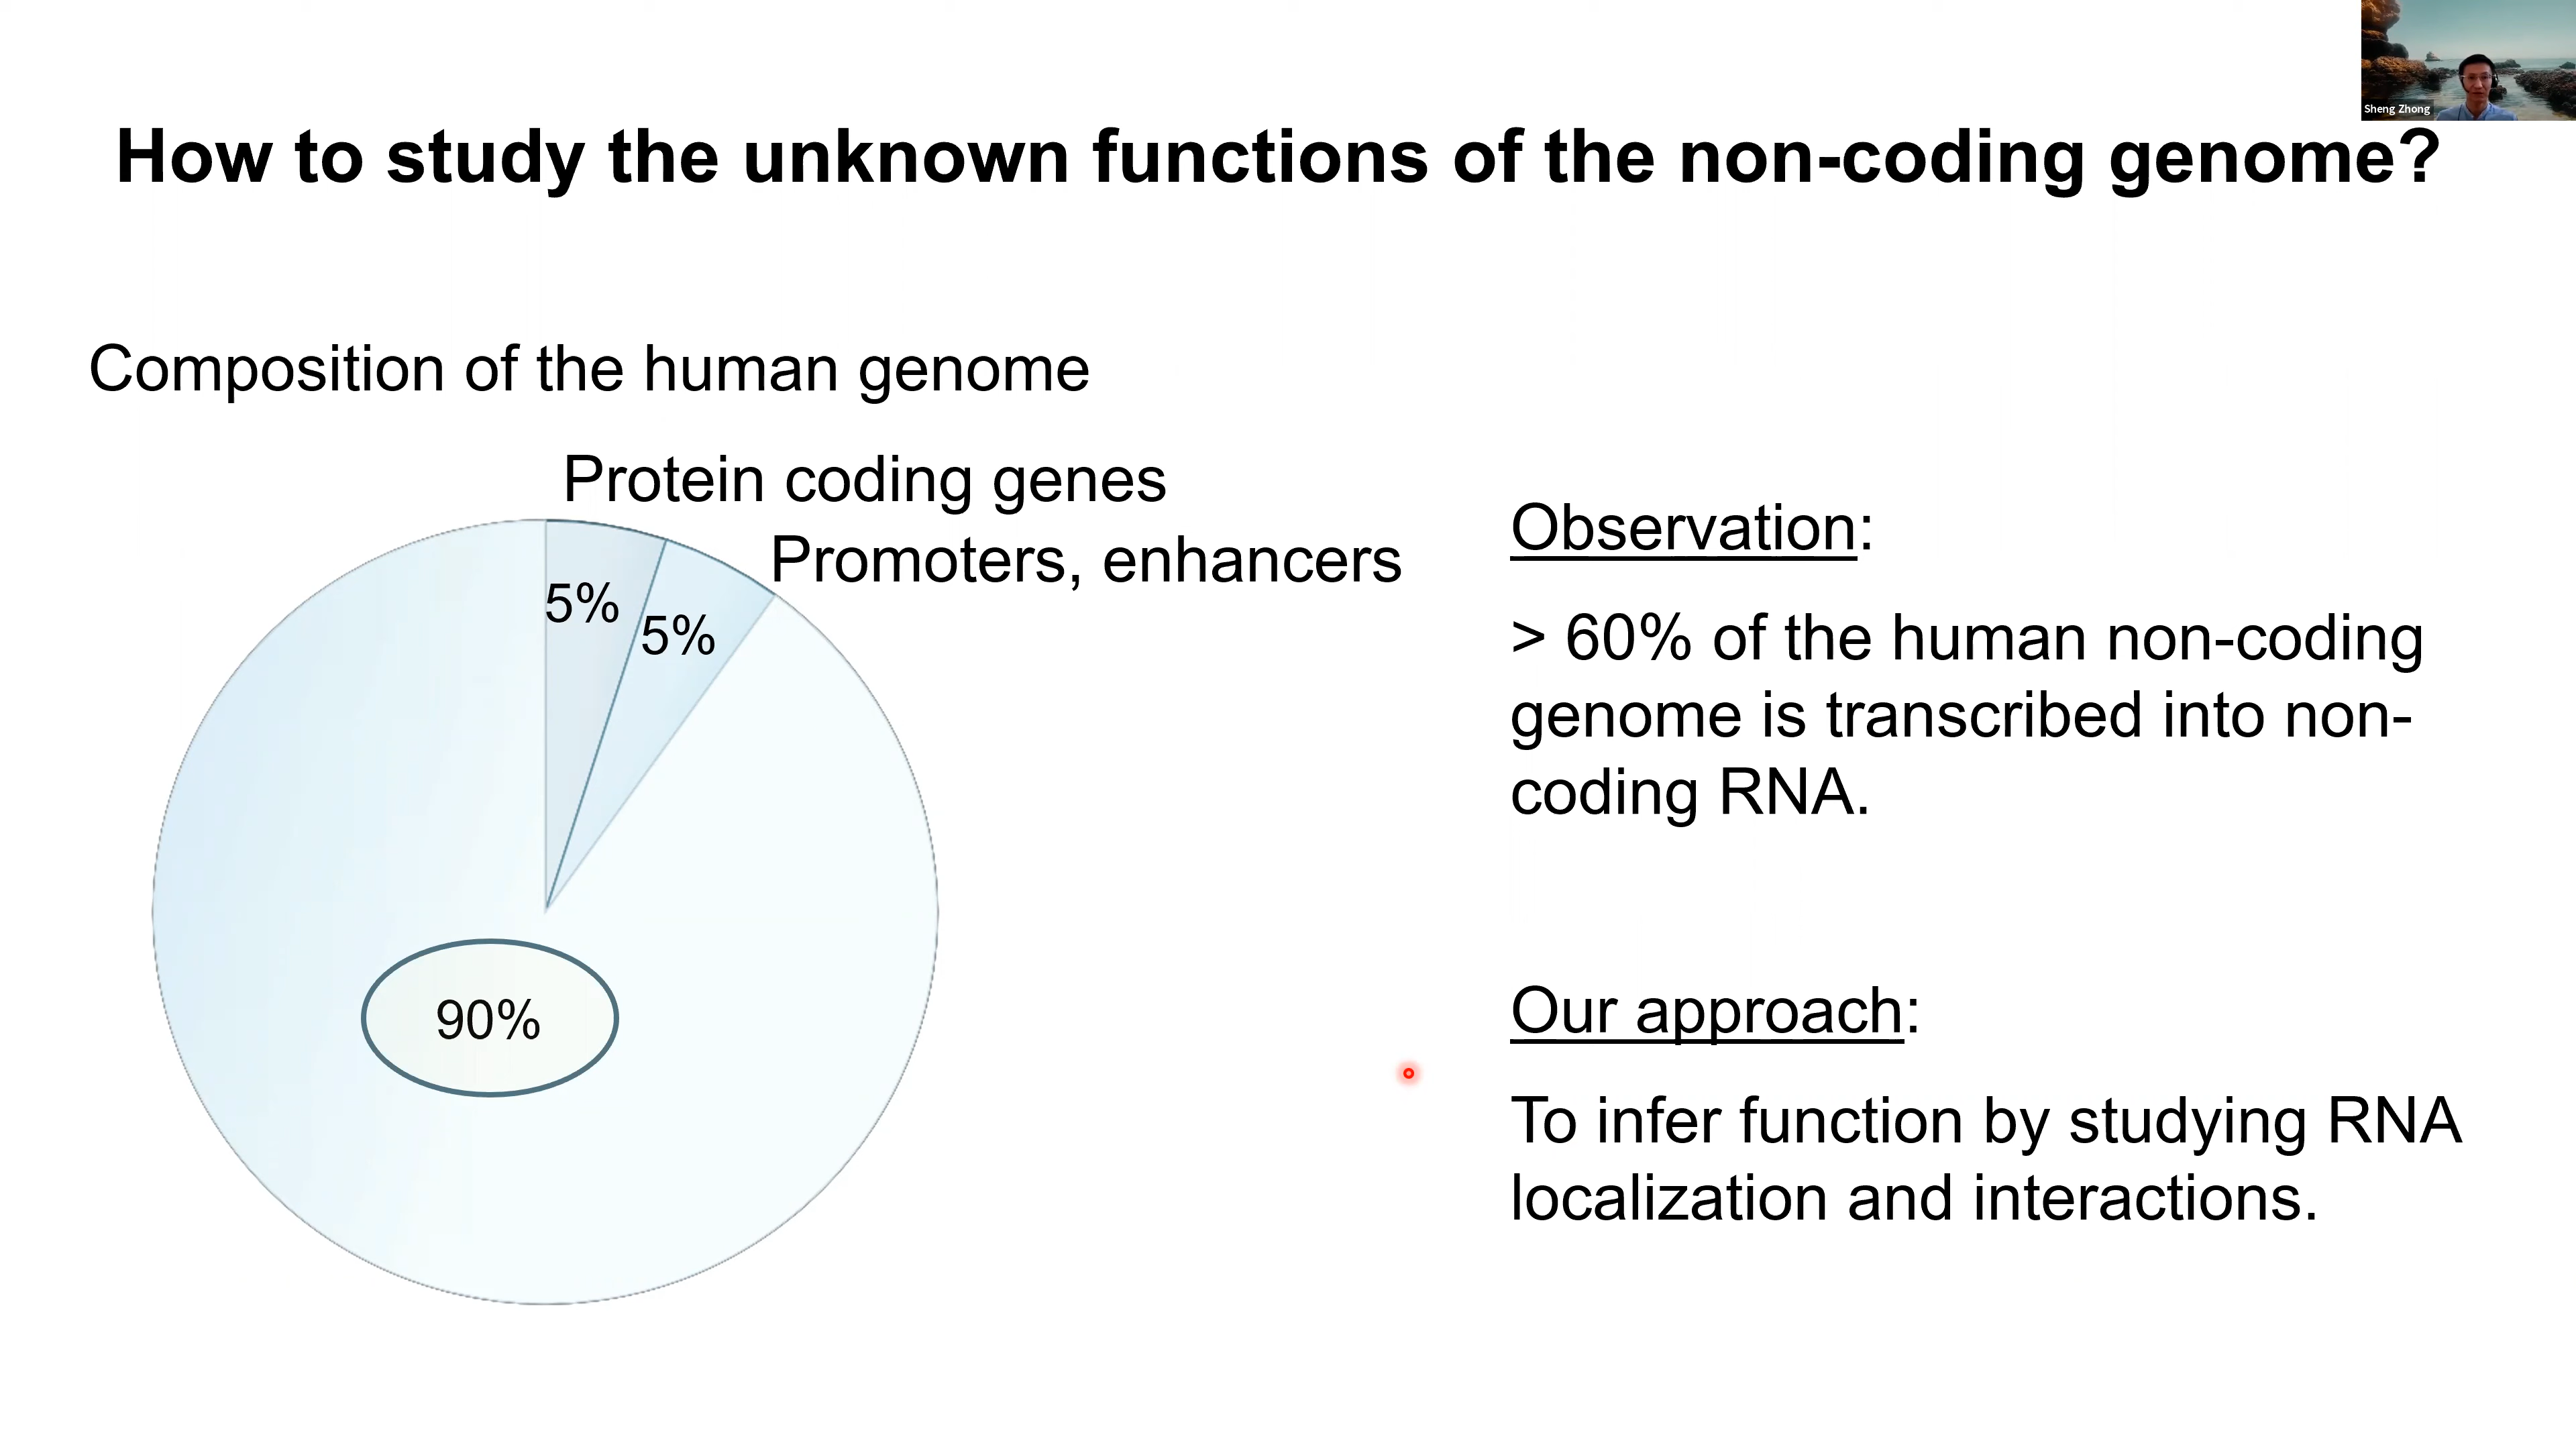 Sheng Zhong
How to study the unknown functions of the non-coding genome?
Composition of the human genome
Protein coding genes
Promoters, enhancers
5%
5%
90%
Observation:
> 60% of the human non-coding
genome is transcribed into non-
coding RNA.
Our approach:
To infer function by studying RNA
localization and interactions.